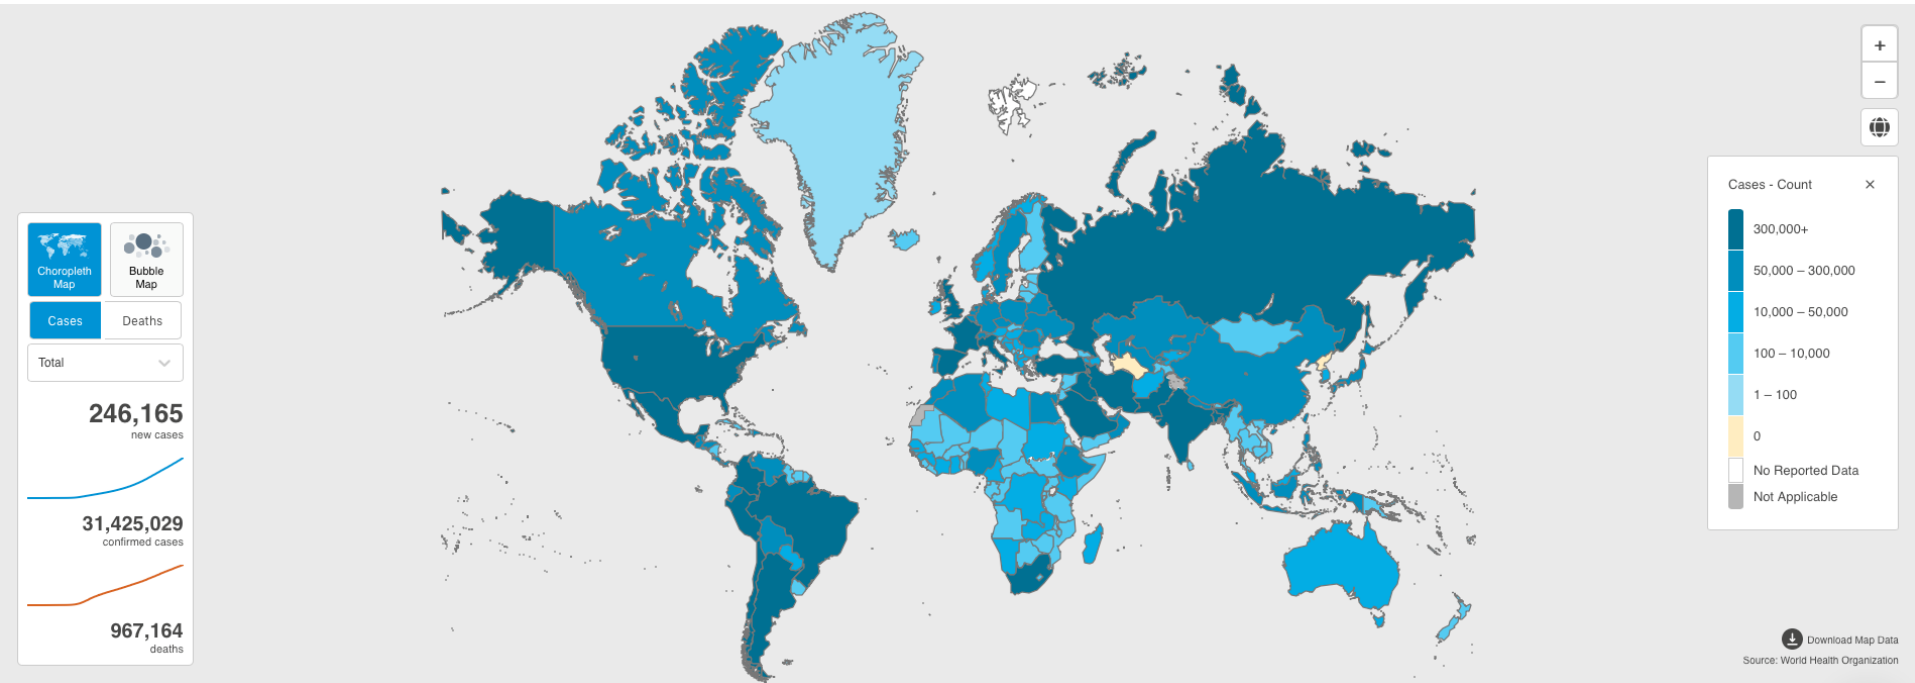 +
−
Cases - Count
×
300,000+
50,000 – 300,000
10,000 – 50,000
100 – 10,000
1 – 100
0
No Reported Data
Not Applicable
Choropleth
Map
Bubble
Map
Cases
Deaths
Total
246,165
new cases
31,425,029
confirmed cases
967,164
deaths
Download Map Data
Source: World Health Organization